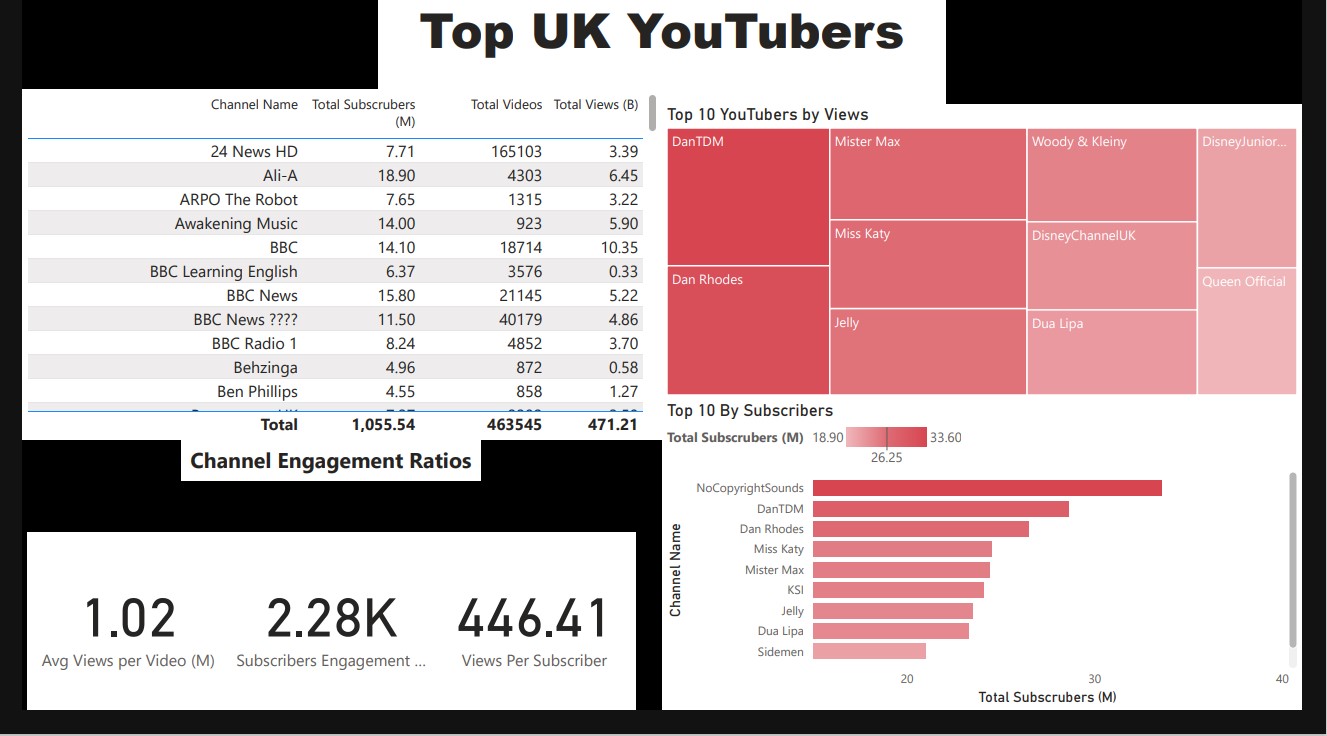 Top UK YouTubers
Channel Name Total Subscrubers (M) Total Videos Total Views (B)
24 News HD 7.71 165103 3.39
Ali-A 18.90 4303 6.45
ARPO The Robot 7.65 1315 3.22
Awakening Music 14.00 923 5.90
BBC 14.10 18714 10.35
BBC Learning English 6.37 3576 0.33
BBC News 15.80 21145 5.22
BBC News ???? 11.50 40179 4.86
BBC Radio 1 8.24 4852 3.70
Behzinga 4.96 872 0.58
Ben Phillips 4.55 858 1.27
Total 1,055.54 463545 471.21
Channel Engagement Ratios
1.02 2.28K 446.41
Avg Views per Video (M) Subscribers Engagement ... Views Per Subscriber
Top 10 YouTubers by Views
DanTDM Mister Max Woody & Kleiny DisneyJunior...
Miss Katy DisneyChannelUK
Dan Rhodes Queen Official
Jelly Dua Lipa
Top 10 By Subscribers
Total Subscrubers (M) 18.90 33.60
26.25
Channel Name
NoCopyrightSounds
DanTDM
Dan Rhodes
Miss Katy
Mister Max
KSI
Jelly
Dua Lipa
Sidemen
20 30 40
Total Subscrubers (M)